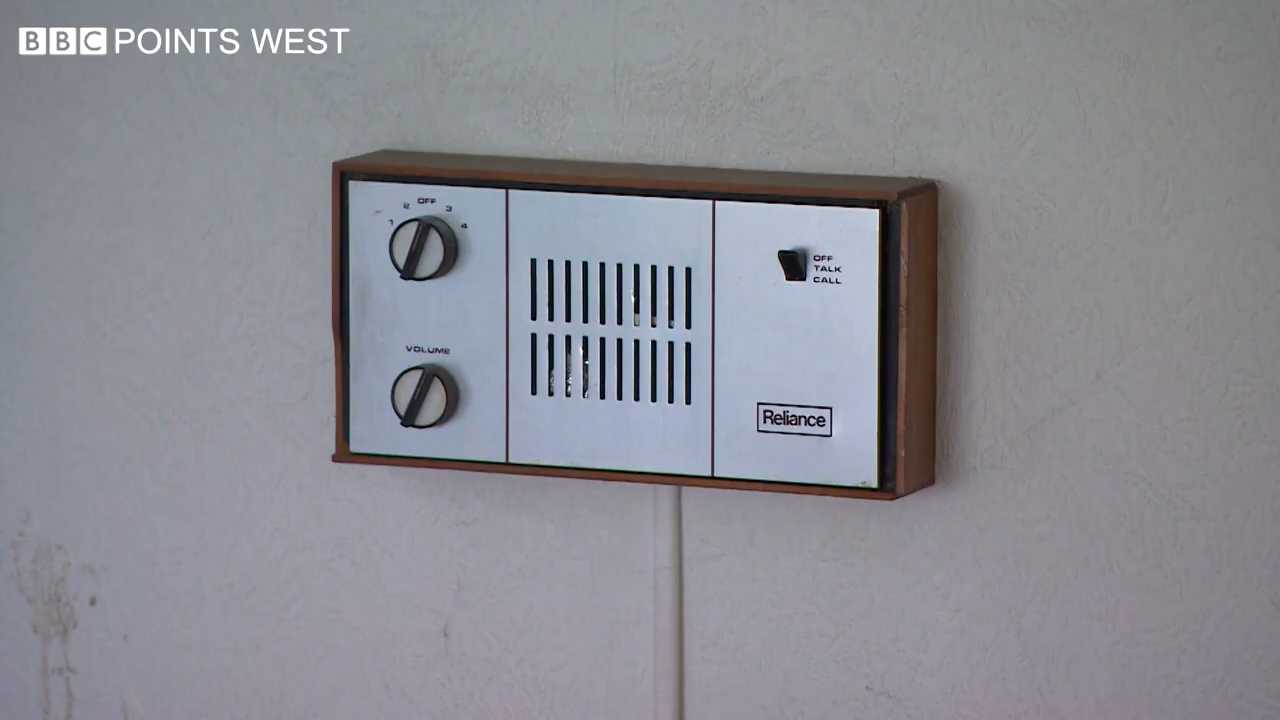 BBC POINTS WEST
1 2 OFF 3 4
OFF
TALK
CALL
VOLUME
Reliance